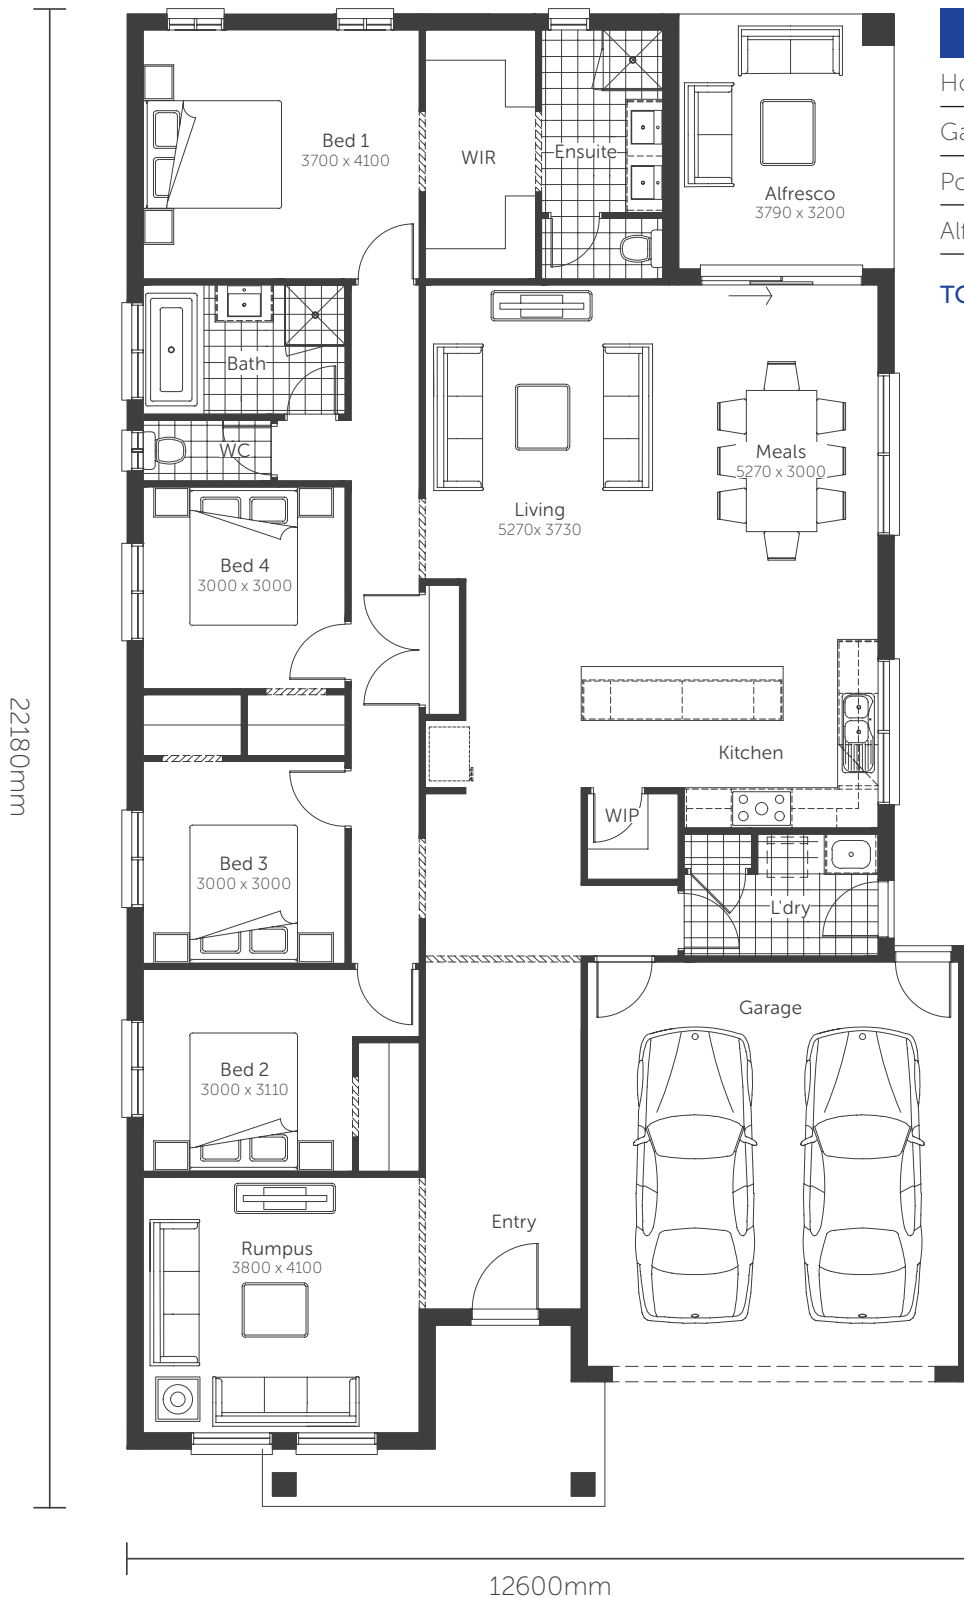 Bed 1
3700 x 4100
WIR
Ensuite
Alfresco
3790 x 3200
Bath
WC
Living
5270x 3730
Meals
5270 x 3000
Bed 4
3000 x 3000
Kitchen
WIP
Bed 3
3000 x 3000
L'dry
Garage
Bed 2
3000 x 3110
Entry
Rumpus
3800 x 4100
22180mm
12600mm